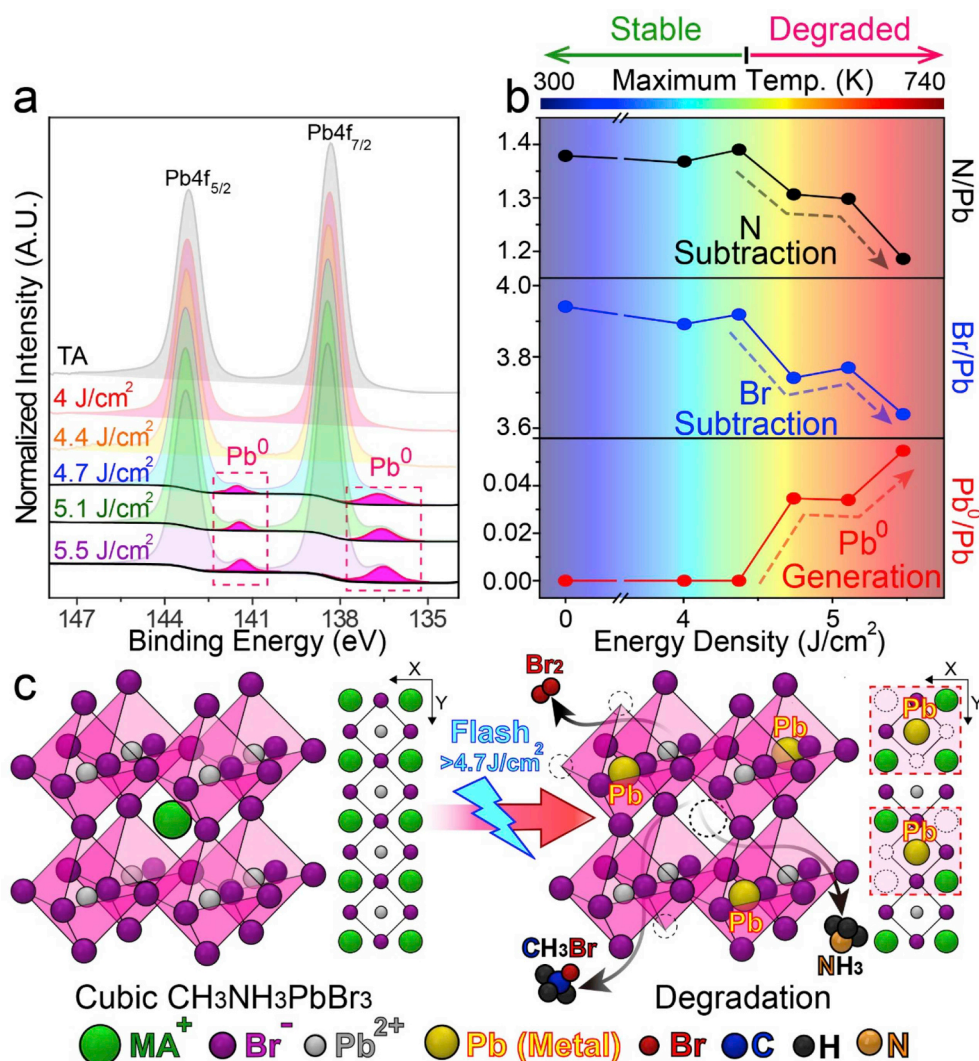 Stable Degraded
300 Maximum Temp. (K) 740
a
b
Pb4f7/2
Pb4f5/2
Normalized Intensity (A.U.)
TA
4 J/cm²
4.4 J/cm²
4.7 J/cm²
5.1 J/cm²
5.5 J/cm²
Pb⁰
Pb⁰
147 144 141 138 135
Binding Energy (eV)
1.4
1.3
1.2
N/Pb
N
Subtraction
4.0
3.8
3.6
Br/Pb
Br
Subtraction
0.04
0.02
0.00
Pb⁰/Pb
Pb⁰
Generation
0 4 5
Energy Density (J/cm²)
c
X
Y
Flash
>4.7J/cm²
Br₂
Pb
Pb
Pb
CH₃Br
NH₃
X
Y
Pb
Pb
Cubic CH₃NH₃PbBr₃
Degradation
MA⁺ Br⁻ Pb²⁺ Pb (Metal) Br C H N